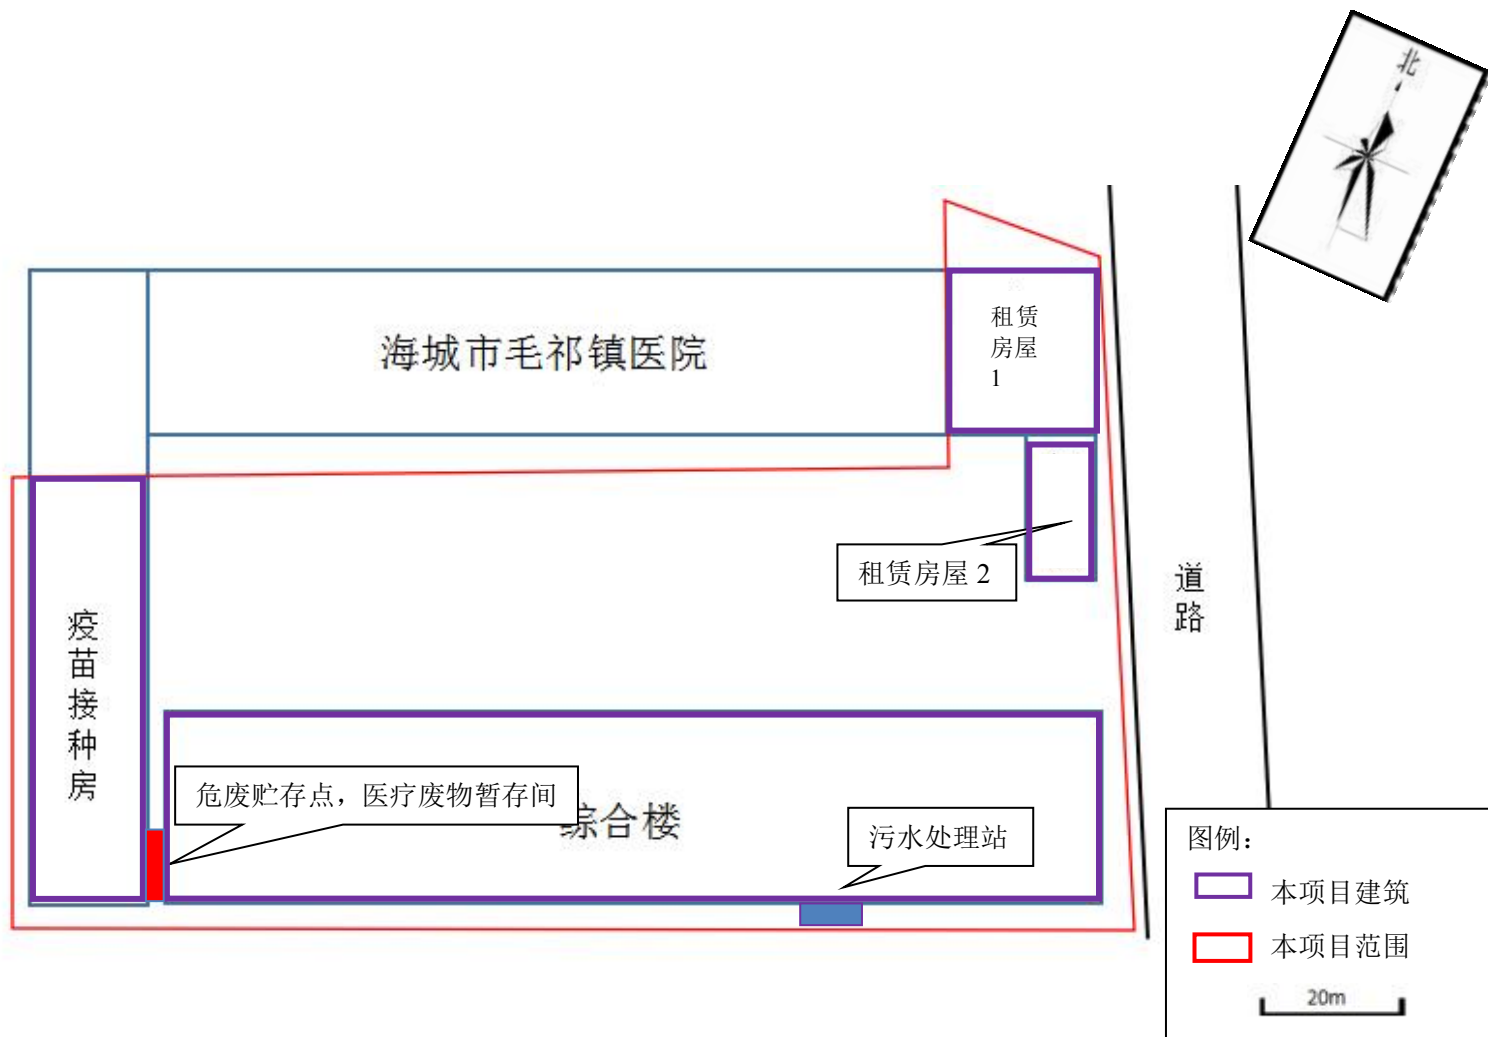 北
海城市毛祁镇医院
租赁
房屋
1
租赁房屋 2
道
路
疫
苗
接
种
房
危废贮存点，医疗废物暂存间
综合楼
污水处理站
图例：
本项目建筑
本项目范围
20m